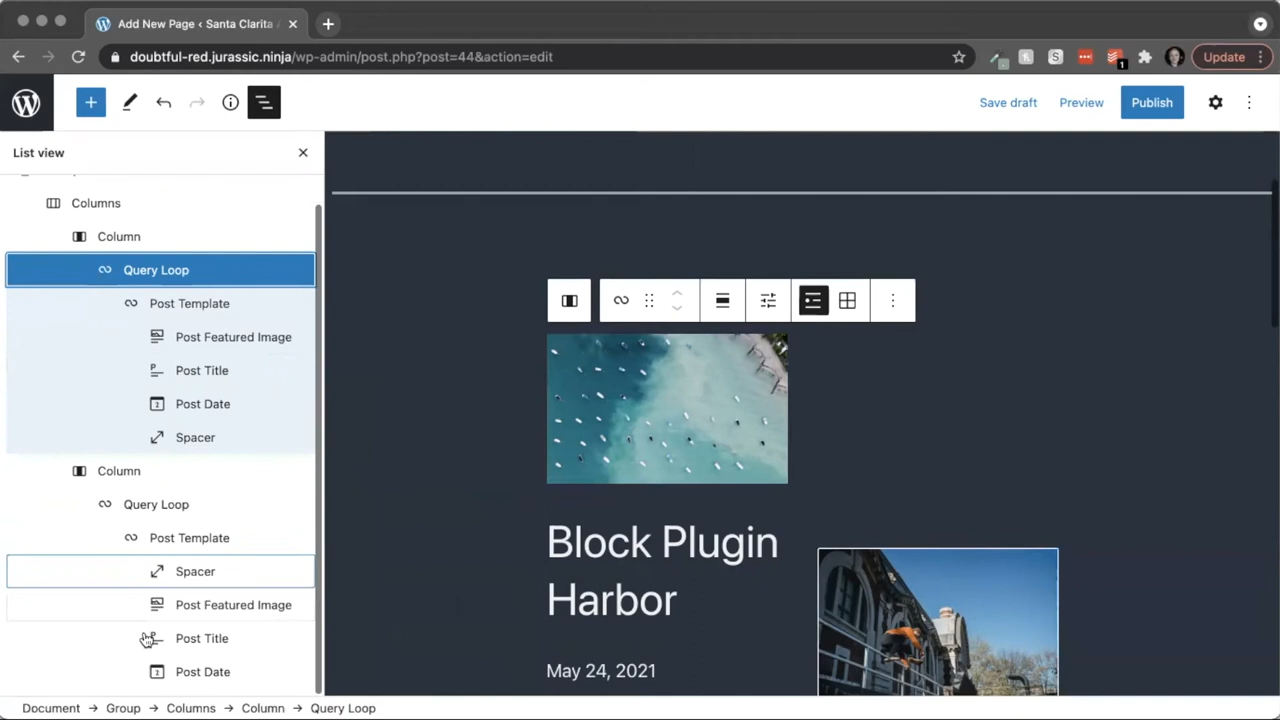 Add New Page ‹ Santa Clarita
doubtful-red.jurassic.ninja/wp-admin/post.php?post=44&action=edit
1
Update
Save draft
Preview
Publish
List view
Columns
Column
Query Loop
Post Template
Post Featured Image
Post Title
Post Date
Spacer
Column
Query Loop
Post Template
Spacer
Post Featured Image
Post Title
Post Date
Block Plugin
Harbor
May 24, 2021
Document → Group → Columns → Column → Query Loop